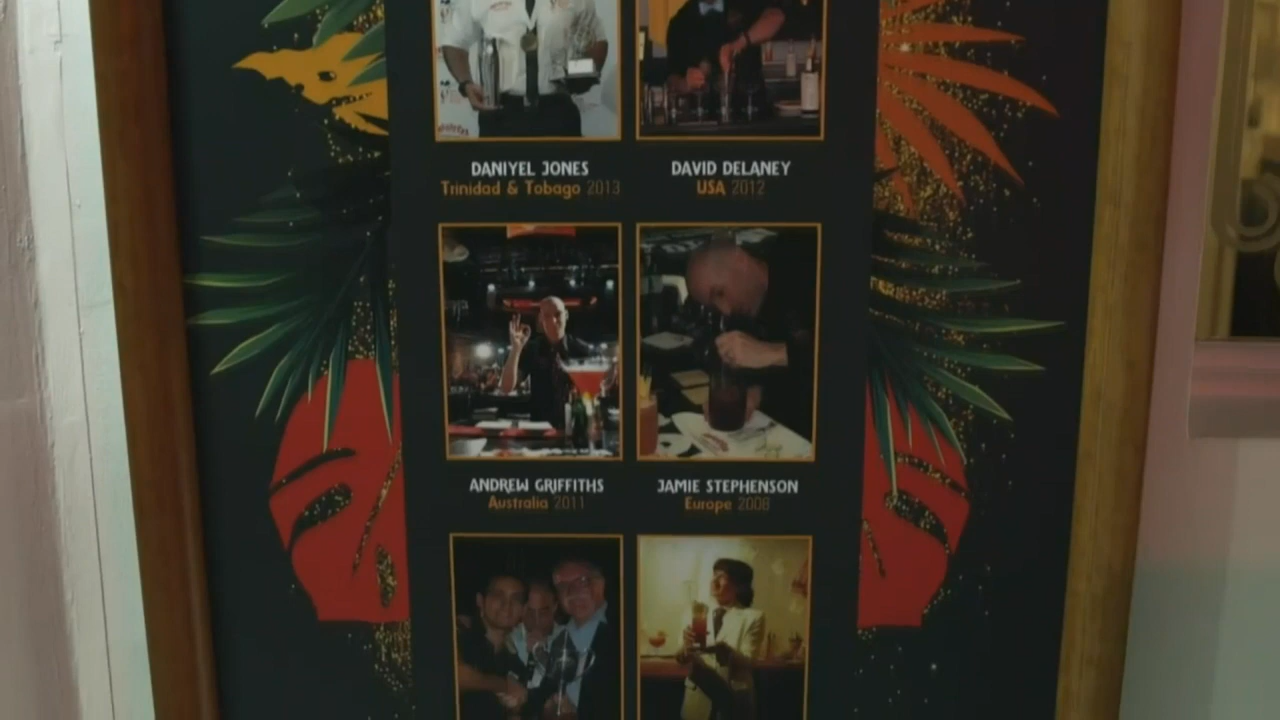 DANIYEL JONES
Trinidad & Tobago 2013
DAVID DELANEY
USA 2012
ANDREW GRIFFITHS
Australia 2011
JAMIE STEPHENSON
Europe 2008